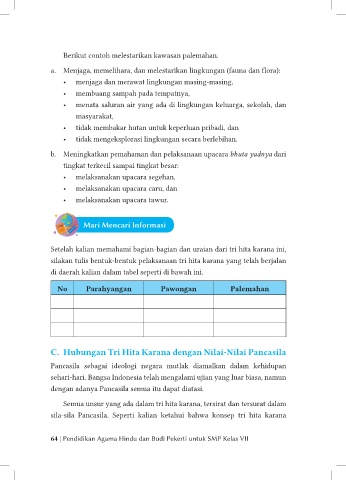 Berikut contoh melestarikan kawasan palemahan.
a. Menjaga, memelihara, dan melestarikan lingkungan (fauna dan flora):
• menjaga dan merawat lingkungan masing-masing,
• membuang sampah pada tempatnya,
• menata saluran air yang ada di lingkungan keluarga, sekolah, dan
masyarakat,
• tidak membakar hutan untuk keperluan pribadi, dan
• tidak mengeksplorasi lingkungan secara berlebihan.
b. Meningkatkan pemahaman dan pelaksanaan upacara bhuta yadnya dari
tingkat terkecil sampai tingkat besar:
• melaksanakan upacara segehan,
• melaksanakan upacara caru, dan
• melaksanakan upacara tawur.
Mari Mencari Informasi
Setelah kalian memahami bagian-bagian dan uraian dari tri hita karana ini,
silakan tulis bentuk-bentuk pelaksanaan tri hita karana yang telah berjalan
di daerah kalian dalam tabel seperti di bawah ini.
No Parahyangan Pawongan Palemahan
C. Hubungan Tri Hita Karana dengan Nilai-Nilai Pancasila
Pancasila sebagai ideologi negara mutlak diamalkan dalam kehidupan
sehari-hari. Bangsa Indonesia telah mengalami ujian yang luar biasa, namun
dengan adanya Pancasila semua itu dapat diatasi.
Semua unsur yang ada dalam tri hita karana, tersirat dan tersurat dalam
sila-sila Pancasila. Seperti kalian ketahui bahwa konsep tri hita karana
64 | Pendidikan Agama Hindu dan Budi Pekerti untuk SMP Kelas VII